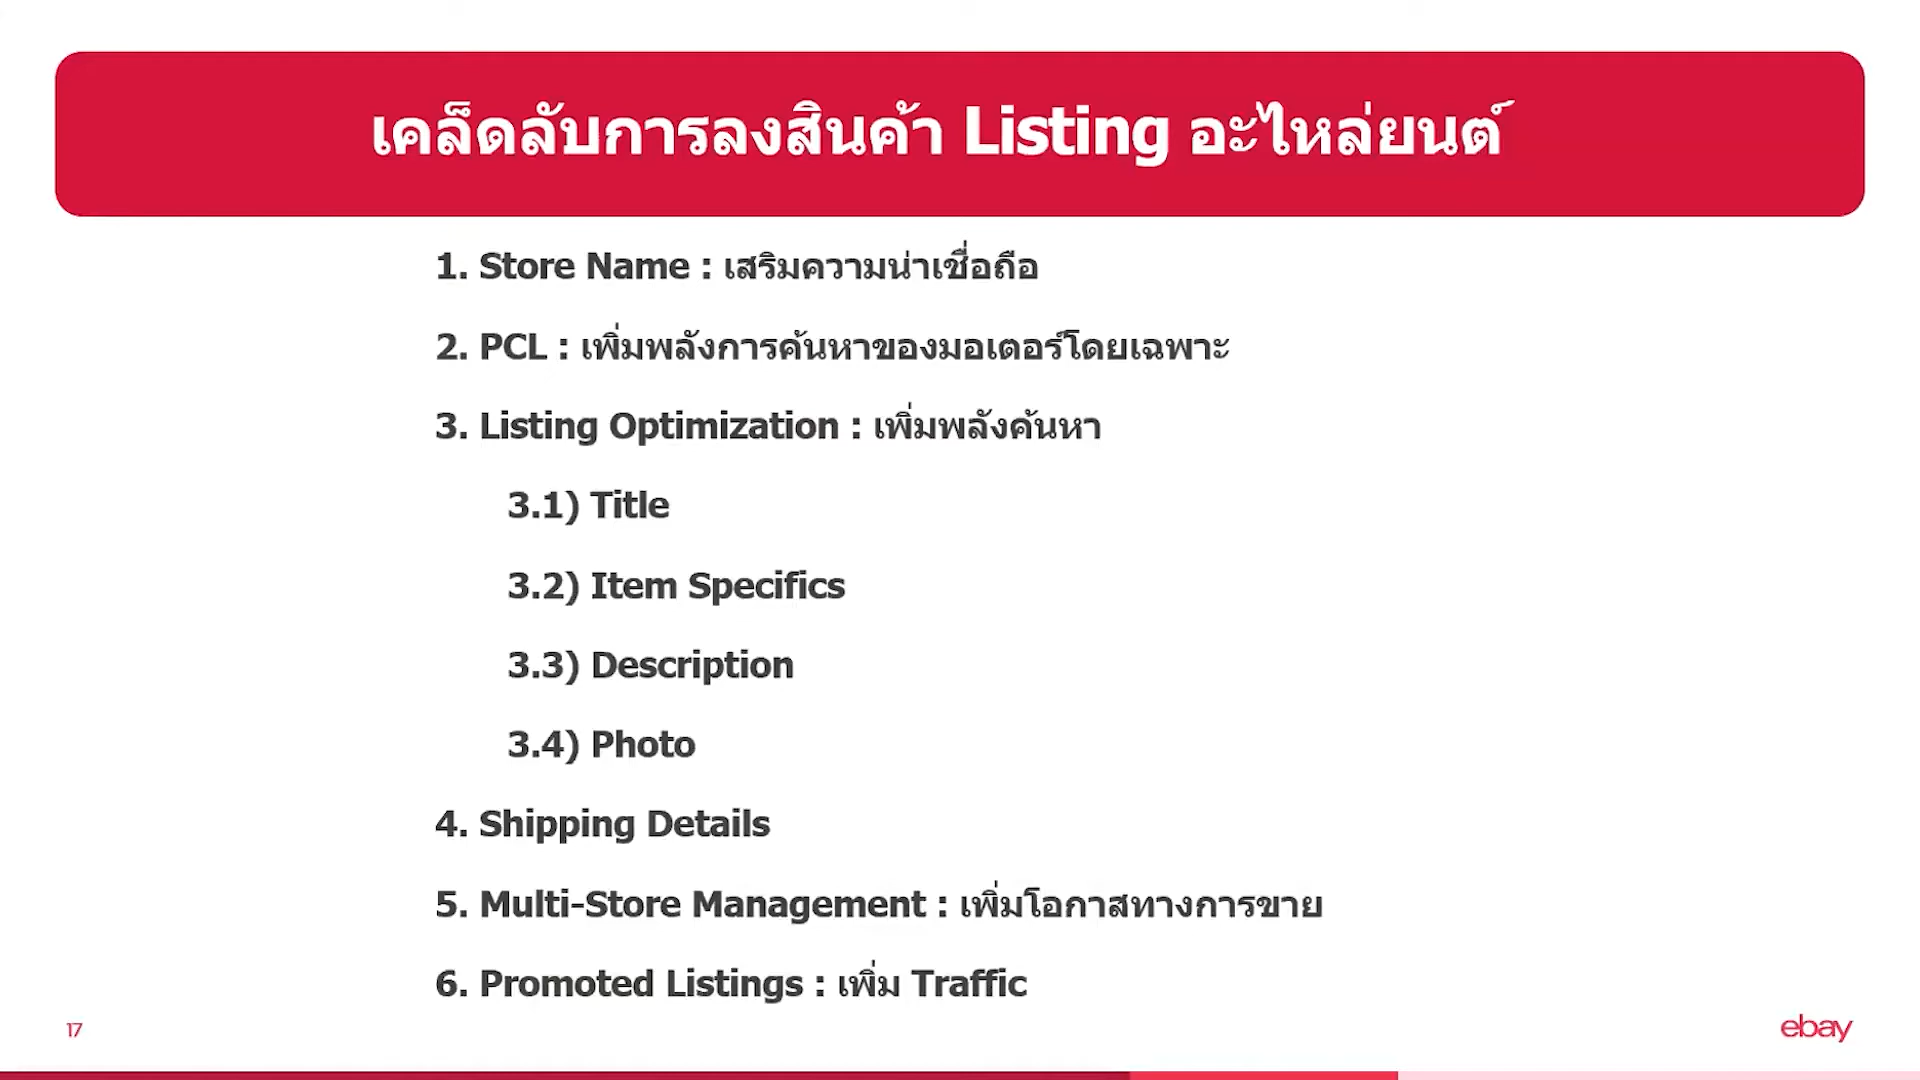 เคล็ดลับการลงสินค้า Listing อะไหล่ยนต์
1. Store Name : เสริมความน่าเชื่อถือ
2. PCL : เพิ่มพลังการค้นหาของมอเตอร์โดยเฉพาะ
3. Listing Optimization : เพิ่มพลังค้นหา
3.1) Title
3.2) Item Specifics
3.3) Description
3.4) Photo
4. Shipping Details
5. Multi-Store Management : เพิ่มโอกาสทางการขาย
6. Promoted Listings : เพิ่ม Traffic
17
ebay